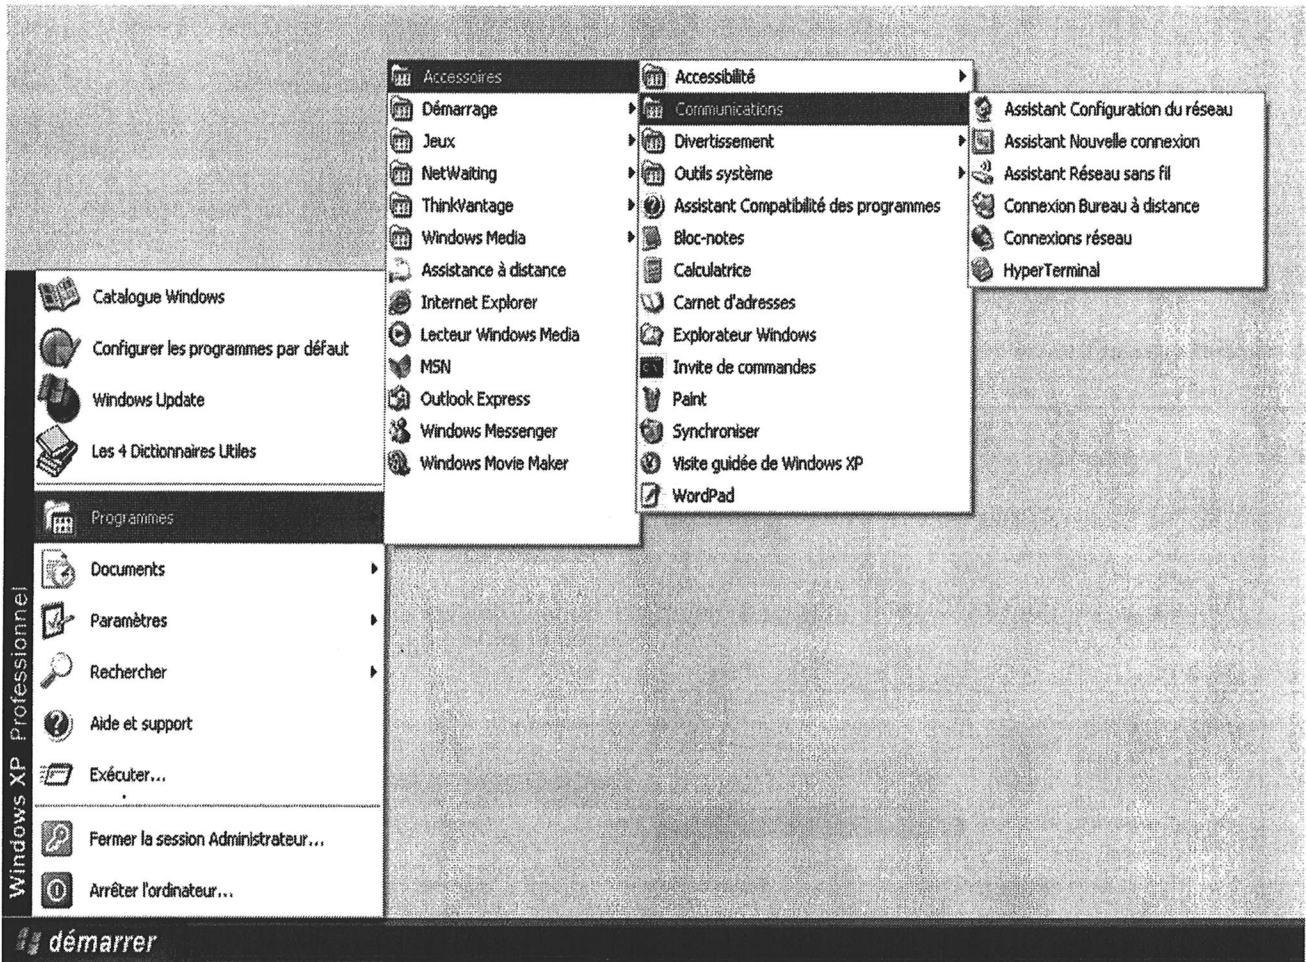 Accessoires
Démarrage
Jeux
NetWaiting
ThinkVantage
Windows Media
Assistance à distance
Internet Explorer
Lecteur Windows Media
MSN
Outlook Express
Windows Messenger
Windows Movie Maker
Accessibilité
Communications
Divertissement
Outils système
Assistant Compatibilité des programmes
Bloc-notes
Calculatrice
Carnet d'adresses
Explorateur Windows
Invite de commandes
Paint
Synchroniser
Visite guidée de Windows XP
WordPad
Assistant Configuration du réseau
Assistant Nouvelle connexion
Assistant Réseau sans fil
Connexion Bureau à distance
Connexions réseau
HyperTerminal
Catalogue Windows
Configurer les programmes par défaut
Windows Update
Les 4 Dictionnaires Utiles
Programmes
Documents
Paramètres
Rechercher
Aide et support
Exécuter...
Fermer la session Administrateur...
Arrêter l'ordinateur...
Windows XP Professionnel
démarrer